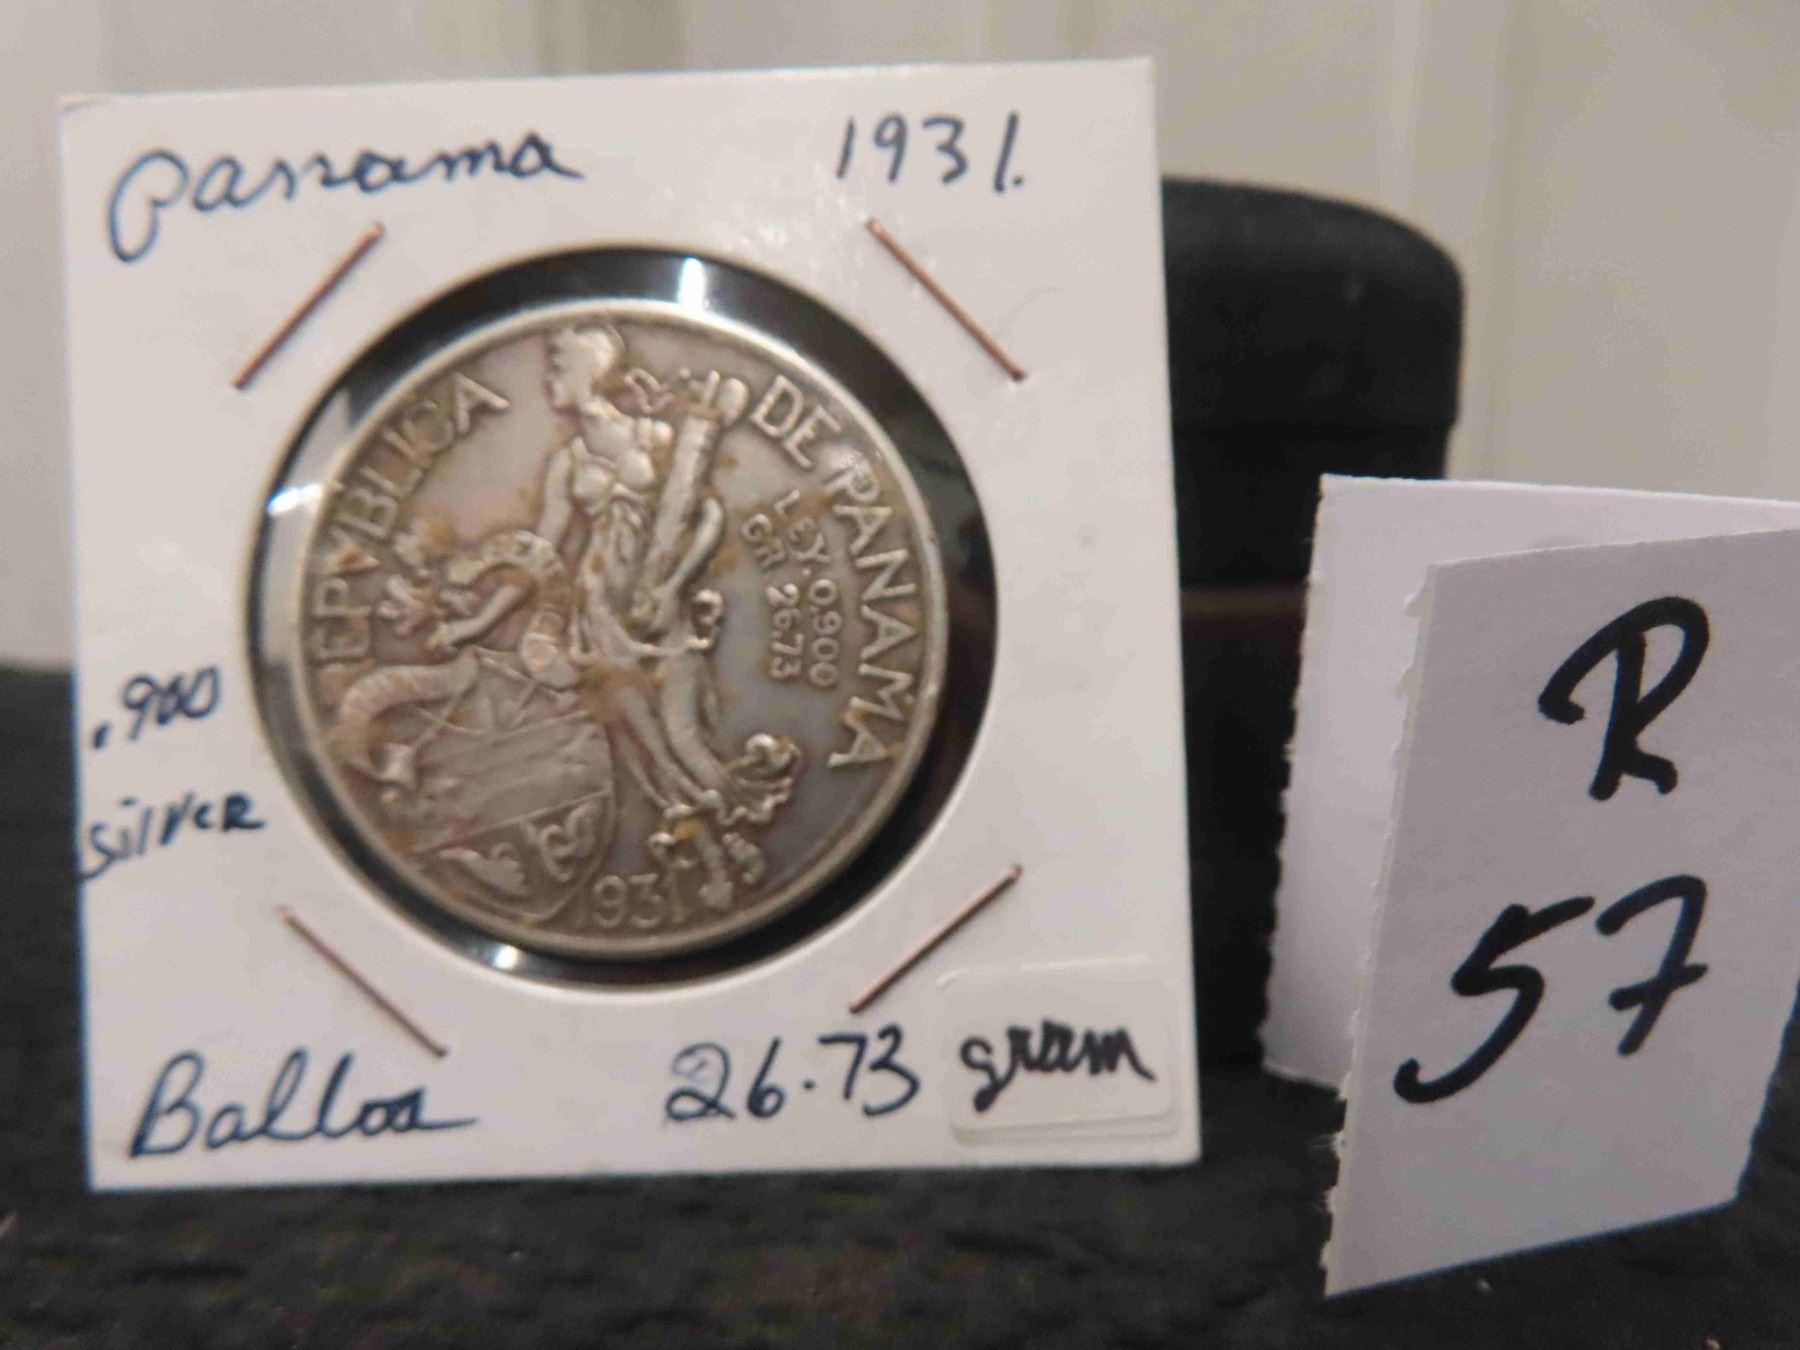 Panama 1931.
REPVBLICA DE PANAMA
LEY. 0.900
GR 26.73
1931
.900
silver
Balboa
26.73 gram
R
57